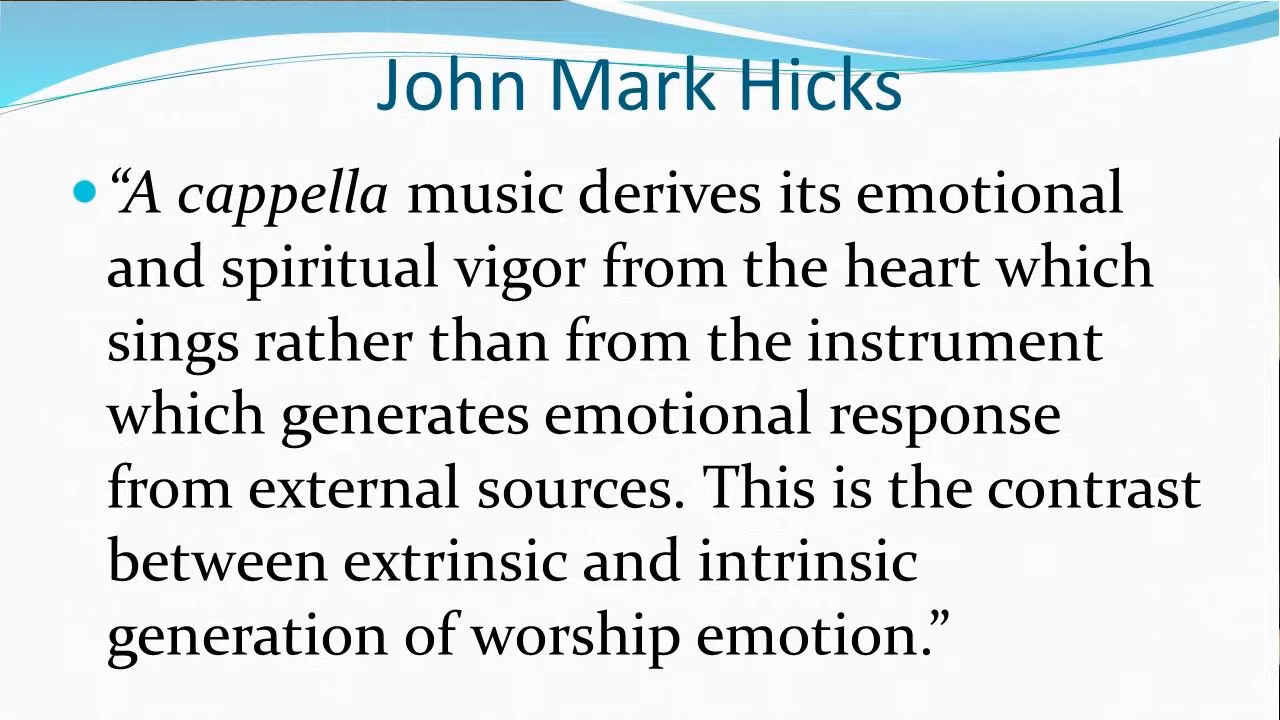 John Mark Hicks
• “A cappella music derives its emotional
and spiritual vigor from the heart which
sings rather than from the instrument
which generates emotional response
from external sources. This is the contrast
between extrinsic and intrinsic
generation of worship emotion.”